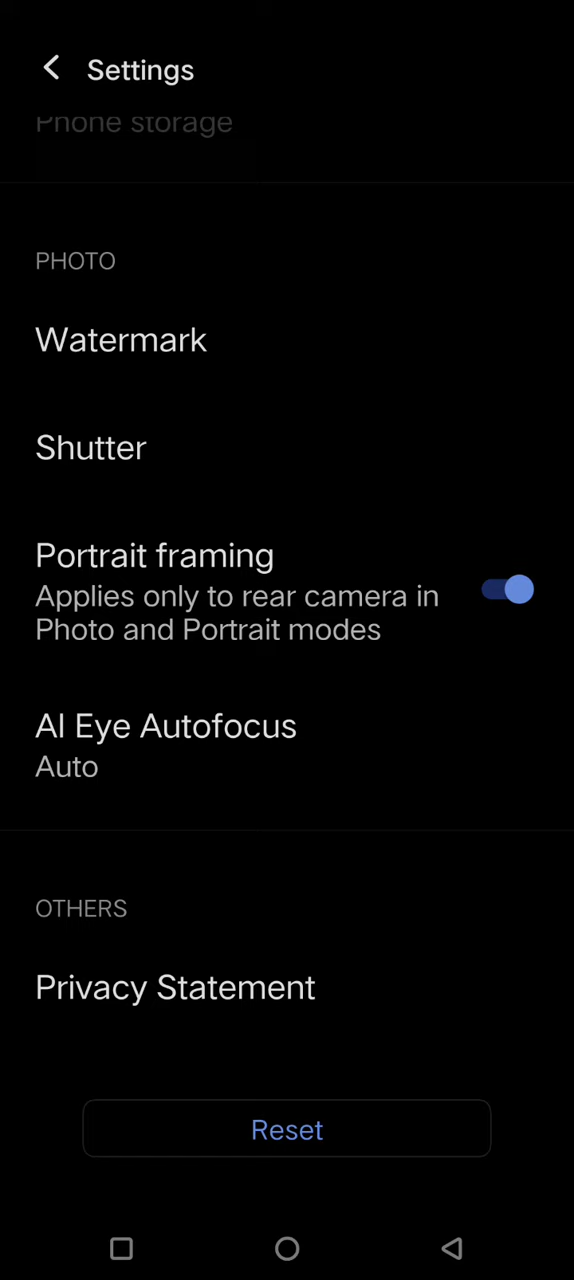 Settings
Phone storage
PHOTO
Watermark
Shutter
Portrait framing
Applies only to rear camera in
Photo and Portrait modes
AI Eye Autofocus
Auto
OTHERS
Privacy Statement
Reset